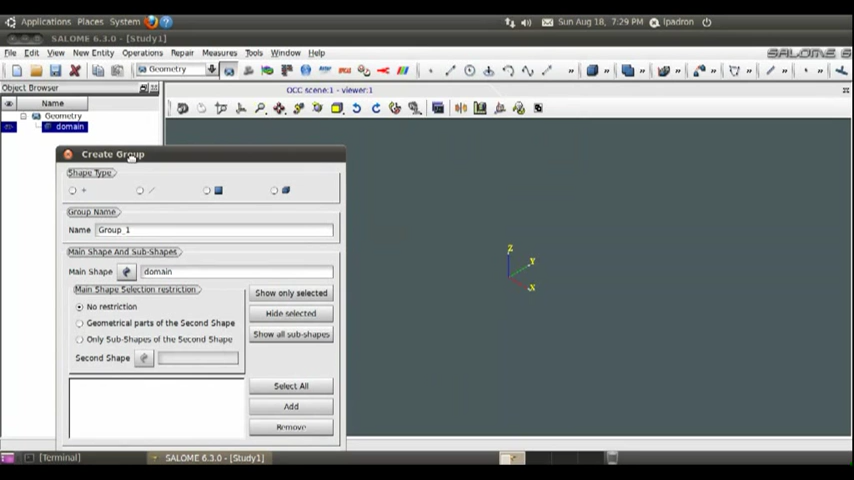 Applications Places System ? Sun Aug 18, 7:29 PM lpadron
SALOME 6.3.0 - [Study1]
File Edit View New Entity Operations Repair Measures Tools Window Help
SALOME 6
Geometry
Object Browser
OCC scene:1 - viewer:1
Name
Geometry
domain
Create Group
Shape Type
Group Name
Name Group_1
Main Shape And Sub-Shapes
Main Shape domain
Main Shape Selection restriction
No restriction
Geometrical parts of the Second Shape
Only Sub-Shapes of the Second Shape
Second Shape
Show only selected
Hide selected
Show all sub-shapes
Select All
Add
Remove
Z
Y
X
[Terminal] SALOME 6.3.0 - [Study1]